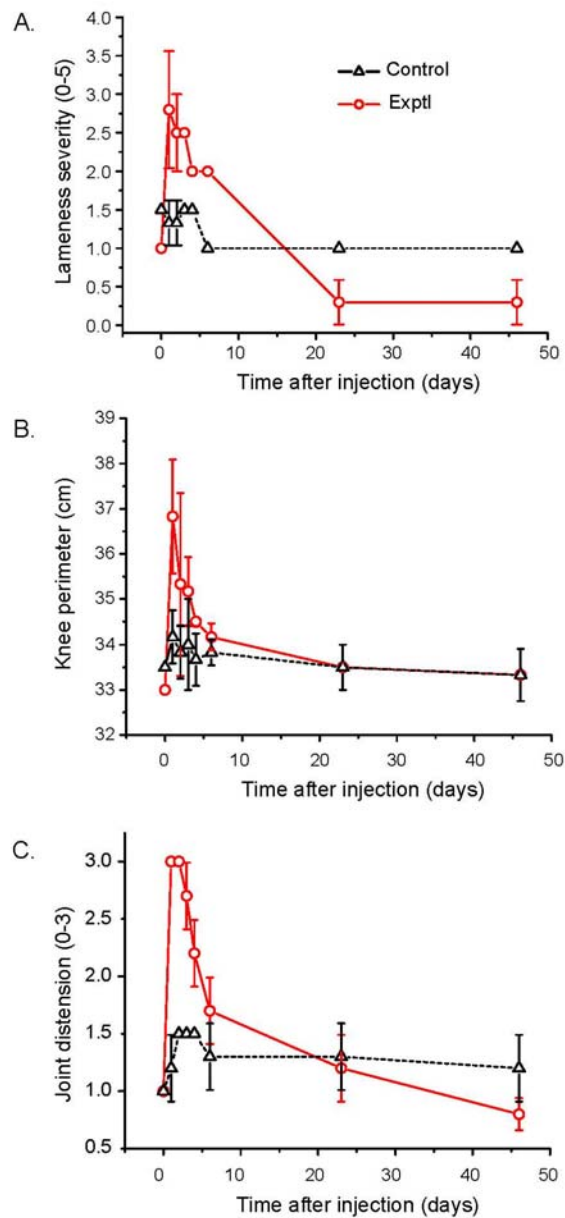 A.
Lameness severity (0-5)
4.0
3.5
3.0
2.5
2.0
1.5
1.0
0.5
0.0
Control
Exptl
0 10 20 30 40 50
Time after injection (days)
B.
Knee perimeter (cm)
39
38
37
36
35
34
33
32
0 10 20 30 40 50
Time after injection (days)
C.
Joint distension (0-3)
3.0
2.5
2.0
1.5
1.0
0.5
0 10 20 30 40 50
Time after injection (days)